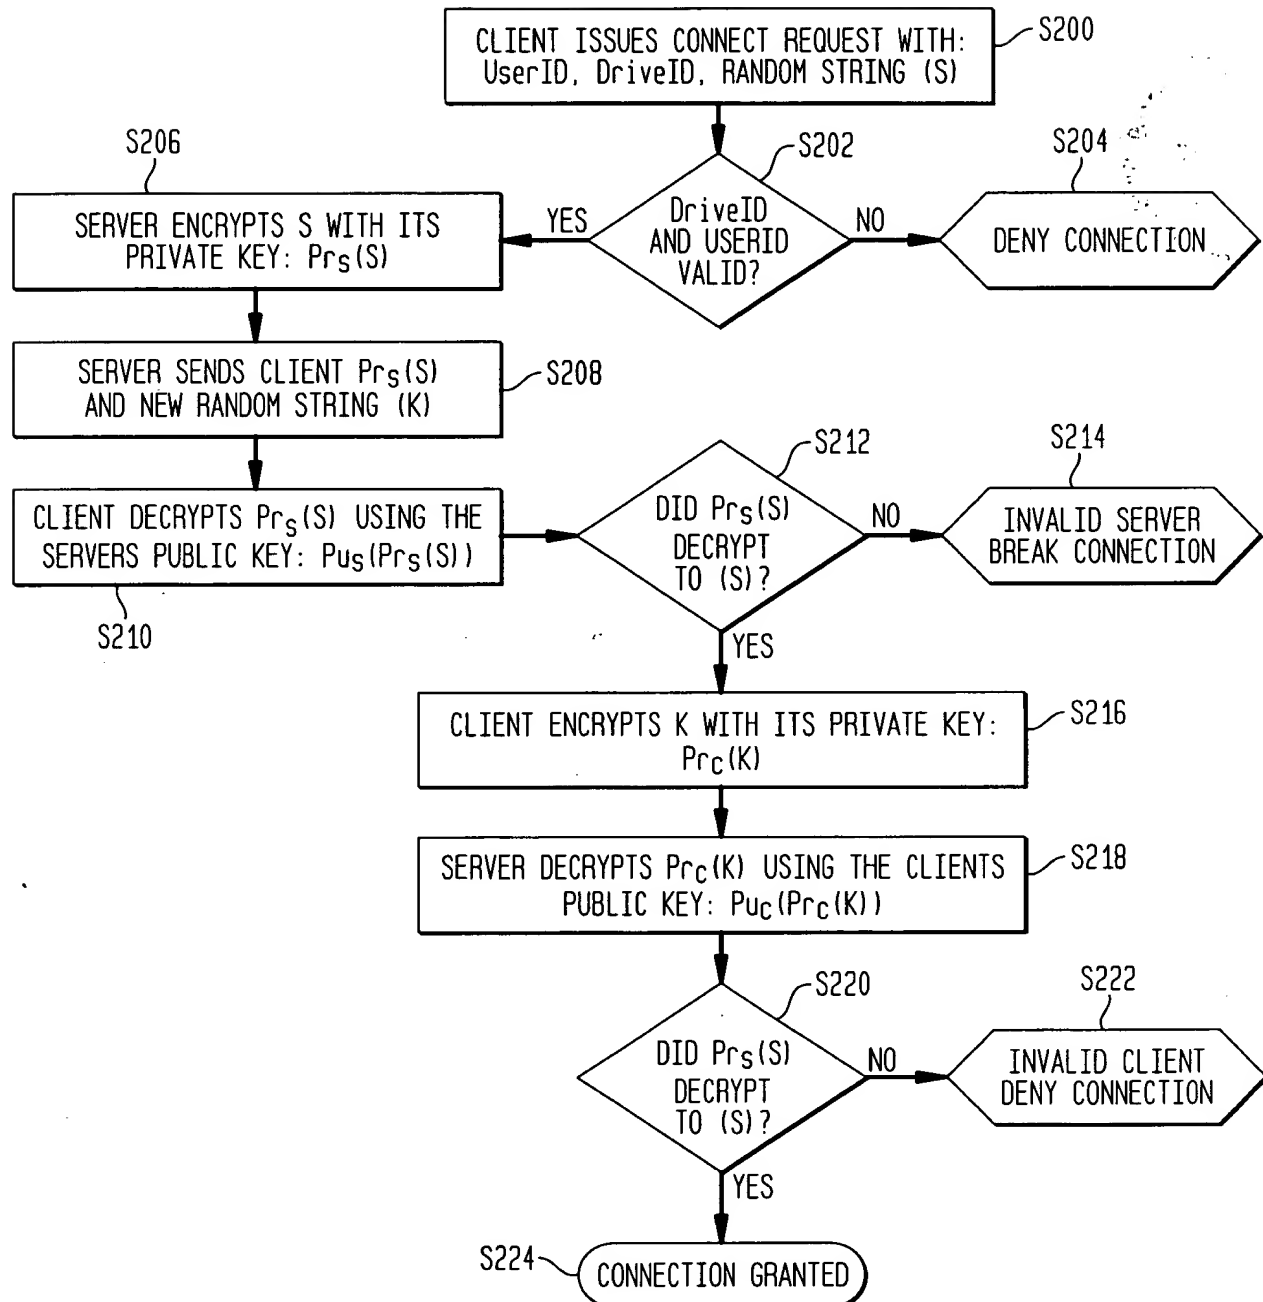 CLIENT ISSUES CONNECT REQUEST WITH:
UserID, DriveID, RANDOM STRING (S)
S200
S202
DriveID
AND USERID
VALID?
YES
NO
S204
DENY CONNECTION
S206
SERVER ENCRYPTS S WITH ITS
PRIVATE KEY: Prs(S)
SERVER SENDS CLIENT Prs(S)
AND NEW RANDOM STRING (K)
S208
CLIENT DECRYPTS Prs(S) USING THE
SERVERS PUBLIC KEY: Pus(Prs(S))
S210
S212
DID Prs(S)
DECRYPT
TO (S)?
NO
YES
S214
INVALID SERVER
BREAK CONNECTION
CLIENT ENCRYPTS K WITH ITS PRIVATE KEY:
Prc(K)
S216
SERVER DECRYPTS Prc(K) USING THE CLIENTS
PUBLIC KEY: Puc(Prc(K))
S218
S220
DID Prs(S)
DECRYPT
TO (S)?
NO
YES
S222
INVALID CLIENT
DENY CONNECTION
S224
CONNECTION GRANTED